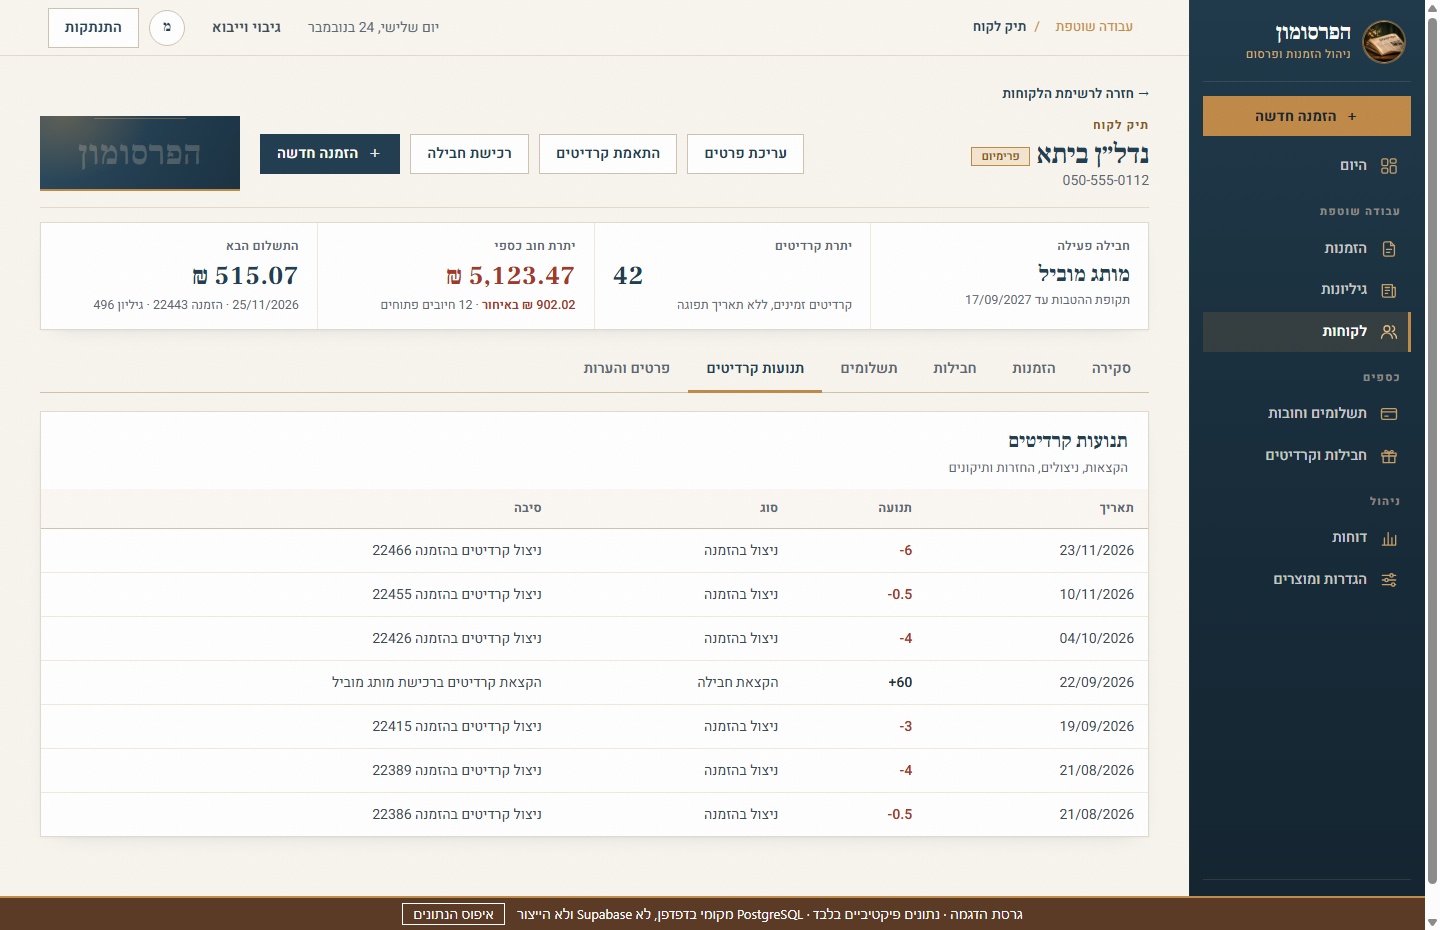 הפרסומון
ניהול הזמנות ופרסום
+ הזמנה חדשה
היום
עבודה שוטפת
הזמנות
גיליונות
לקוחות
כספים
תשלומים וחובות
חבילות וקרדיטים
ניהול
דוחות
הגדרות ומוצרים
עבודה שוטפת / תיק לקוח
יום שלישי, 24 בנובמבר
גיבוי וייבוא
מ
התנתקות
→ חזרה לרשימת הלקוחות
תיק לקוח
נדל״ן ביתא
פרימיום
050-555-0112
עריכת פרטים
התאמת קרדיטים
רכישת חבילה
+ הזמנה חדשה
הפרסומון
חבילה פעילה
מותג מוביל
תקופת ההטבות עד 17/09/2027
יתרת קרדיטים
42
קרדיטים זמינים, ללא תאריך תפוגה
יתרת חוב כספי
5,123.47 ₪
902.02 ₪ באיחור · 12 חיובים פתוחים
התשלום הבא
515.07 ₪
25/11/2026 · הזמנה 22443 · גיליון 496
סקירה
הזמנות
חבילות
תשלומים
תנועות קרדיטים
פרטים והערות
תנועות קרדיטים
הקצאות, ניצולים, החזרות ותיקונים
תאריך תנועה סוג סיבה
23/11/2026 -6 ניצול בהזמנה ניצול קרדיטים בהזמנה 22466
10/11/2026 -0.5 ניצול בהזמנה ניצול קרדיטים בהזמנה 22455
04/10/2026 -4 ניצול בהזמנה ניצול קרדיטים בהזמנה 22426
22/09/2026 +60 הקצאת חבילה הקצאת קרדיטים ברכישת מותג מוביל
19/09/2026 -3 ניצול בהזמנה ניצול קרדיטים בהזמנה 22415
21/08/2026 -4 ניצול בהזמנה ניצול קרדיטים בהזמנה 22389
21/08/2026 -0.5 ניצול בהזמנה ניצול קרדיטים בהזמנה 22386
גרסת הדגמה · נתונים פיקטיביים בלבד · PostgreSQL מקומי בדפדפן, לא Supabase ולא הייצור
איפוס הנתונים